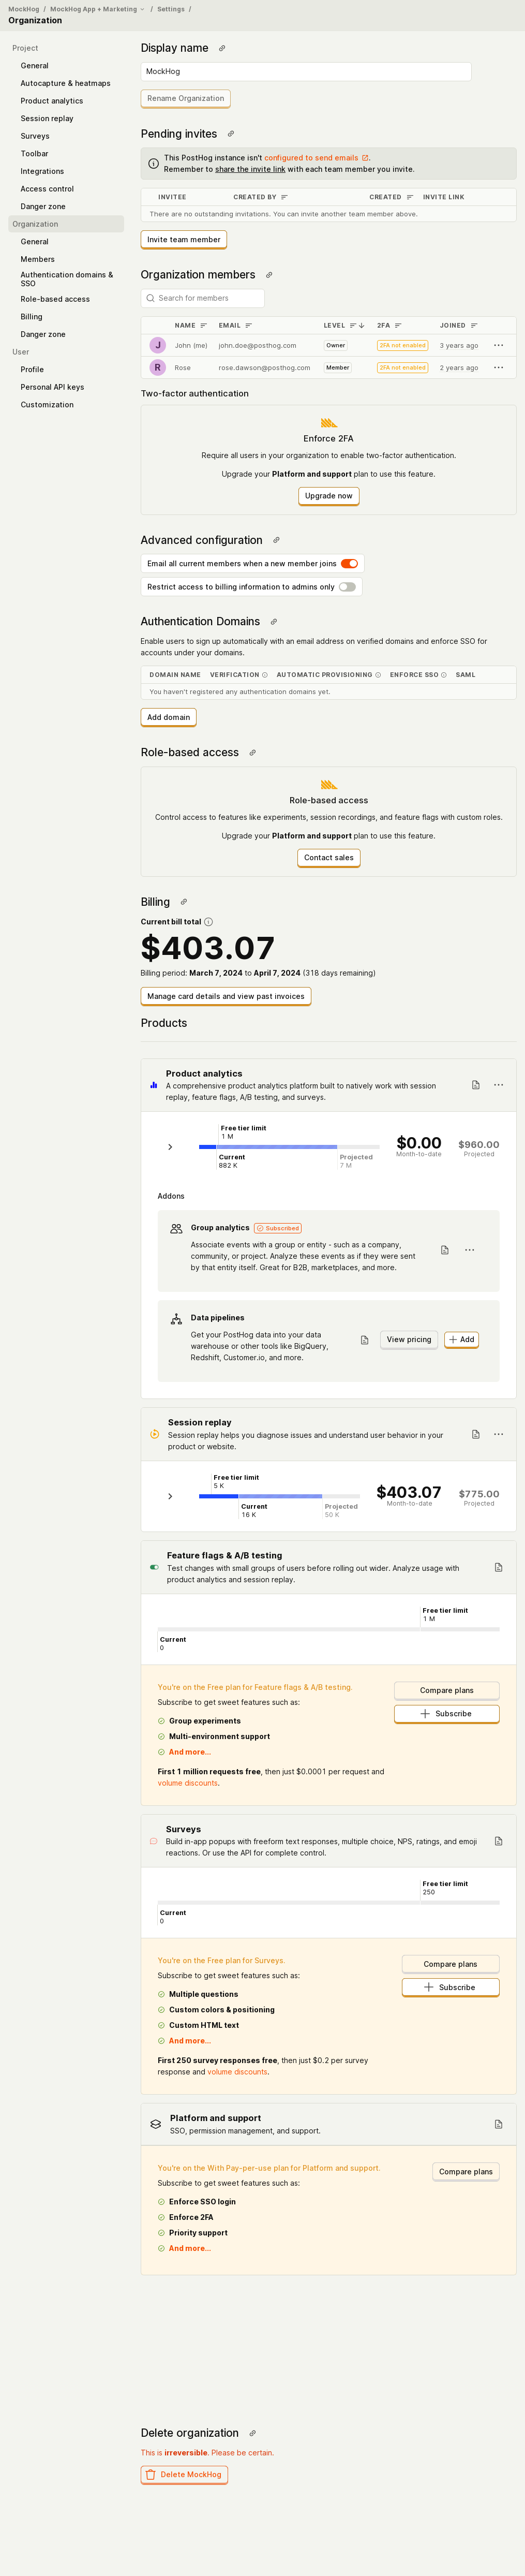 MockHog / MockHog App + Marketing / Settings /
Organization
Project
General
Autocapture & heatmaps
Product analytics
Session replay
Surveys
Toolbar
Integrations
Access control
Danger zone
Organization
General
Members
Authentication domains &
SSO
Role-based access
Billing
Danger zone
User
Profile
Personal API keys
Customization
Display name
MockHog
Rename Organization
Pending invites
This PostHog instance isn't configured to send emails .
Remember to share the invite link with each team member you invite.
INVITEE CREATED BY CREATED INVITE LINK
There are no outstanding invitations. You can invite another team member above.
Invite team member
Organization members
Search for members
NAME EMAIL LEVEL 2FA JOINED
J John (me) john.doe@posthog.com Owner 2FA not enabled 3 years ago
R Rose rose.dawson@posthog.com Member 2FA not enabled 2 years ago
Two-factor authentication
Enforce 2FA
Require all users in your organization to enable two-factor authentication.
Upgrade your Platform and support plan to use this feature.
Upgrade now
Advanced configuration
Email all current members when a new member joins
Restrict access to billing information to admins only
Authentication Domains
Enable users to sign up automatically with an email address on verified domains and enforce SSO for
accounts under your domains.
DOMAIN NAME VERIFICATION AUTOMATIC PROVISIONING ENFORCE SSO SAML
You haven't registered any authentication domains yet.
Add domain
Role-based access
Role-based access
Control access to features like experiments, session recordings, and feature flags with custom roles.
Upgrade your Platform and support plan to use this feature.
Contact sales
Billing
Current bill total
$403.07
Billing period: March 7, 2024 to April 7, 2024 (318 days remaining)
Manage card details and view past invoices
Products
Product analytics
A comprehensive product analytics platform built to natively work with session
replay, feature flags, A/B testing, and surveys.
Free tier limit
1 M
Current
882 K
Projected
7 M
$0.00
Month-to-date
$960.00
Projected
Addons
Group analytics Subscribed
Associate events with a group or entity - such as a company,
community, or project. Analyze these events as if they were sent
by that entity itself. Great for B2B, marketplaces, and more.
Data pipelines
Get your PostHog data into your data
warehouse or other tools like BigQuery,
Redshift, Customer.io, and more.
View pricing
Add
Session replay
Session replay helps you diagnose issues and understand user behavior in your
product or website.
Free tier limit
5 K
Current
16 K
Projected
50 K
$403.07
Month-to-date
$775.00
Projected
Feature flags & A/B testing
Test changes with small groups of users before rolling out wider. Analyze usage with
product analytics and session replay.
Free tier limit
1 M
Current
0
You're on the Free plan for Feature flags & A/B testing.
Subscribe to get sweet features such as:
Group experiments
Multi-environment support
And more...
First 1 million requests free, then just $0.0001 per request and
volume discounts.
Compare plans
Subscribe
Surveys
Build in-app popups with freeform text responses, multiple choice, NPS, ratings, and emoji
reactions. Or use the API for complete control.
Free tier limit
250
Current
0
You're on the Free plan for Surveys.
Subscribe to get sweet features such as:
Multiple questions
Custom colors & positioning
Custom HTML text
And more...
First 250 survey responses free, then just $0.2 per survey
response and volume discounts.
Compare plans
Subscribe
Platform and support
SSO, permission management, and support.
You're on the With Pay-per-use plan for Platform and support.
Subscribe to get sweet features such as:
Enforce SSO login
Enforce 2FA
Priority support
And more...
Compare plans
Delete organization
This is irreversible. Please be certain.
Delete MockHog